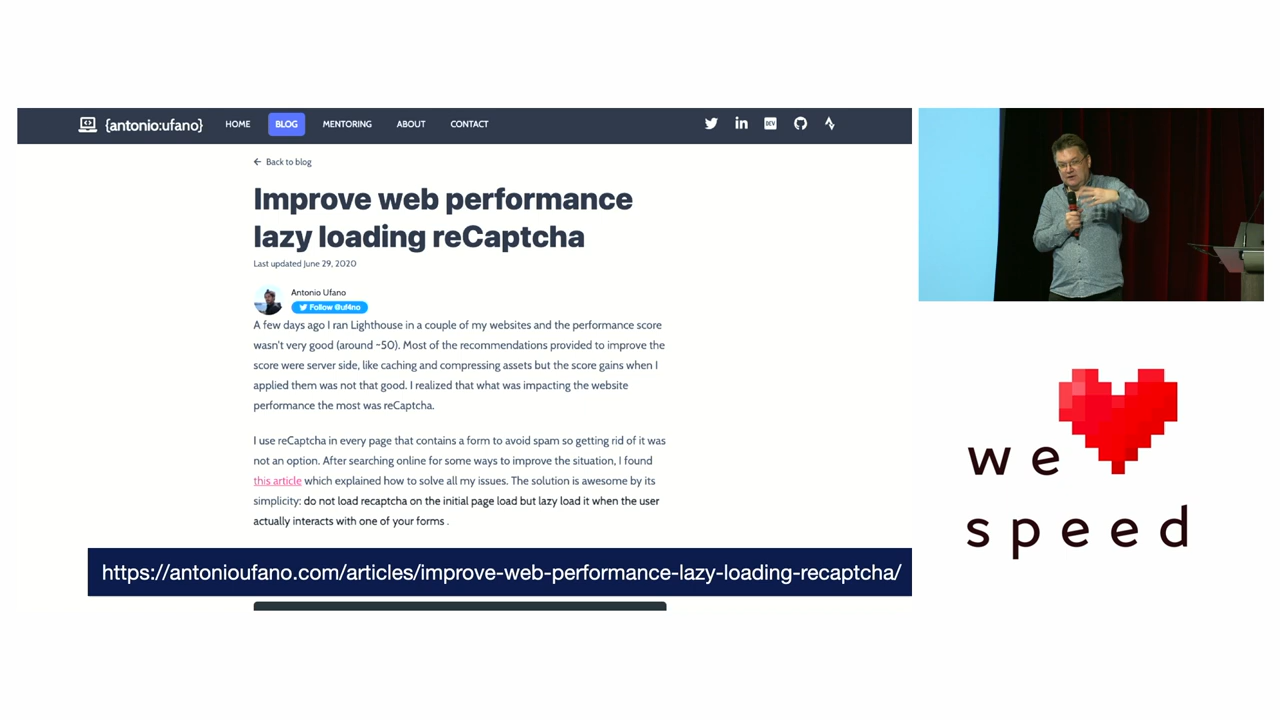 {antonio:ufano}
HOME
BLOG
MENTORING
ABOUT
CONTACT
DEV
Back to blog
Improve web performance
lazy loading reCaptcha
Last updated June 29, 2020
Antonio Ufano
Follow @uf4no
A few days ago I ran Lighthouse in a couple of my websites and the performance score
wasn't very good (around ~50). Most of the recommendations provided to improve the
score were server side, like caching and compressing assets but the score gains when I
applied them was not that good. I realized that what was impacting the website
performance the most was reCaptcha.
I use reCaptcha in every page that contains a form to avoid spam so getting rid of it was
not an option. After searching online for some ways to improve the situation, I found
this article which explained how to solve all my issues. The solution is awesome by its
simplicity: do not load recaptcha on the initial page load but lazy load it when the user
actually interacts with one of your forms .
https://antonioufano.com/articles/improve-web-performance-lazy-loading-recaptcha/
we
speed